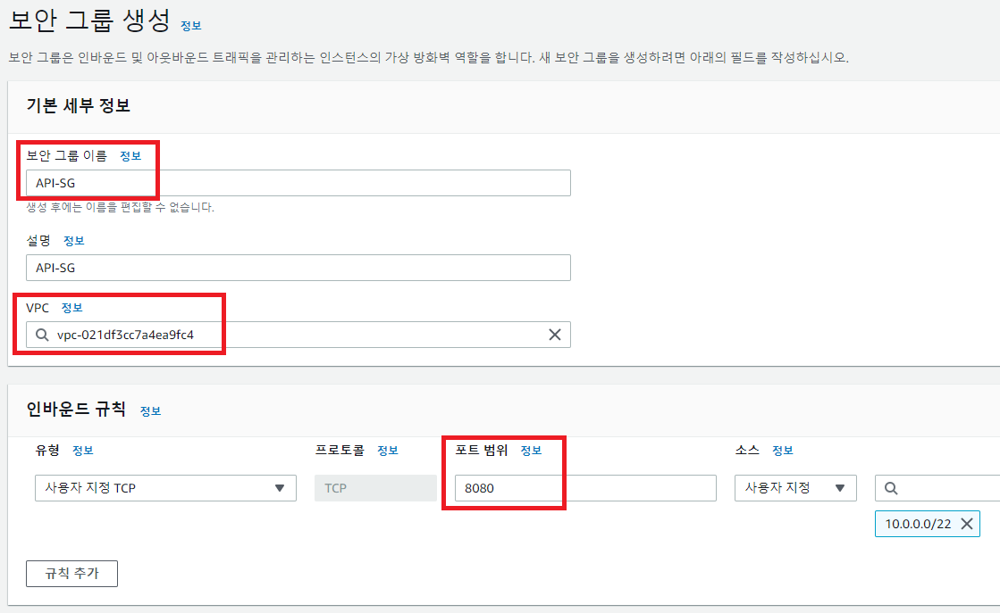 보안 그룹 생성 정보
보안 그룹은 인바운드 및 아웃바운드 트래픽을 관리하는 인스턴스의 가상 방화벽 역할을 합니다. 새 보안 그룹을 생성하려면 아래의 필드를 작성하십시오.
기본 세부 정보
보안 그룹 이름 정보
API-SG
생성 후에는 이름을 편집할 수 없습니다.
설명 정보
API-SG
VPC 정보
vpc-021df3cc7a4ea9fc4
인바운드 규칙 정보
유형 정보 프로토콜 정보 포트 범위 정보 소스 정보
사용자 지정 TCP TCP 8080 사용자 지정
10.0.0.0/22
규칙 추가